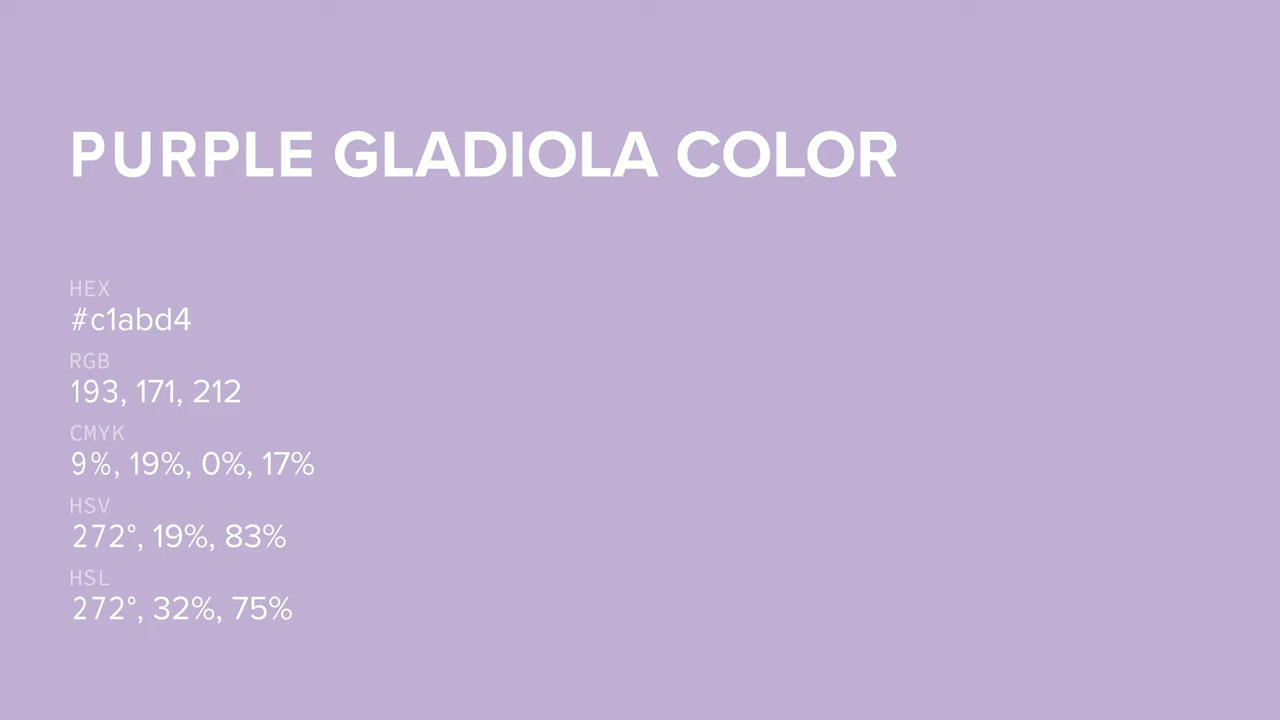 PURPLE GLADIOLA COLOR
HEX
#c1abd4
RGB
193, 171, 212
CMYK
9%, 19%, 0%, 17%
HSV
272°, 19%, 83%
HSL
272°, 32%, 75%